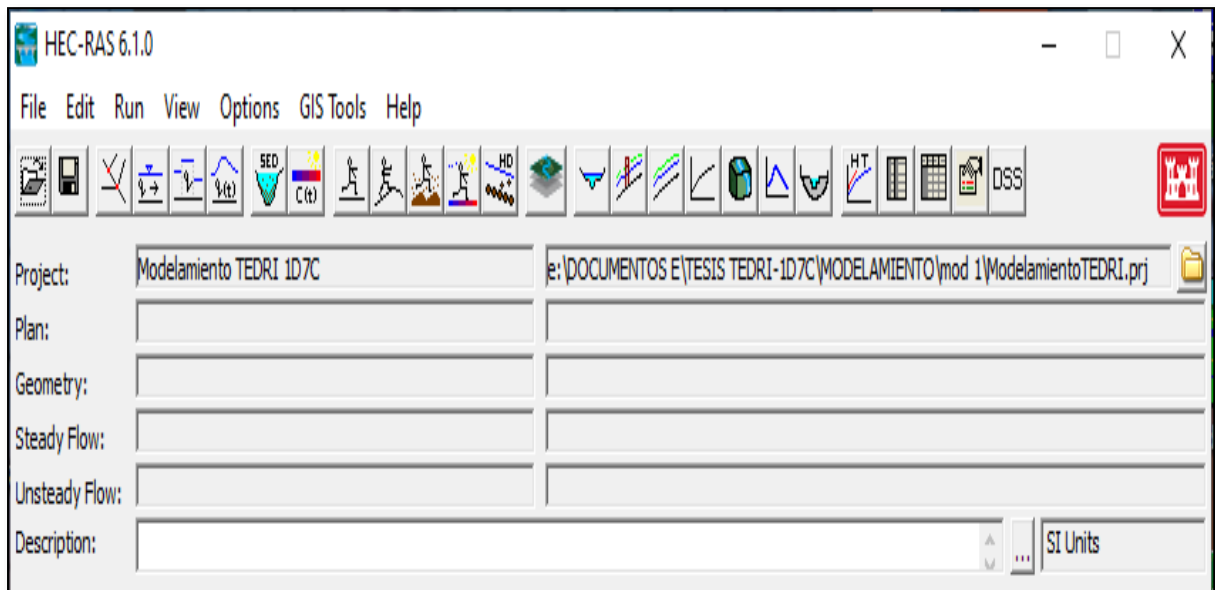 HEC-RAS 6.1.0
File Edit Run View Options GIS Tools Help
SED C(t) HD HT DSS
Project: Modelamiento TEDRI 1D7C e:\DOCUMENTOS E\TESIS TEDRI-1D7C\MODELAMIENTO\mod 1\ModelamientoTEDRI.prj
Plan:
Geometry:
Steady Flow:
Unsteady Flow:
Description: ... SI Units